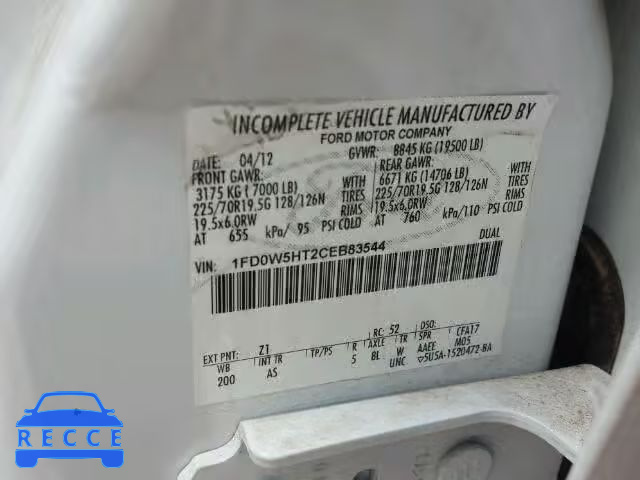 INCOMPLETE VEHICLE MANUFACTURED BY
FORD MOTOR COMPANY
DATE: 04/12 GVWR: 8845 KG (19500 LB)
FRONT GAWR: REAR GAWR:
3175 KG ( 7000 LB) WITH 6671 KG (14706 LB) WITH
225/70R19.5G 128/126N TIRES 225/70R19.5G 128/126N TIRES
19.5x6.0RW RIMS 19.5x6.0RW RIMS
AT 655 kPa/ 95 PSI COLD AT 760 kPa/110 PSI COLD
VIN: 1FD0W5HT2CEB83544 DUAL
EXT PNT: Z1 RC: 52 DSO:
WB INT TR TP/PS R AXLE TR SPR CFA17
200 AS 5 BL W AAEE M05
UNC ▽5USA-1520472-BA
RECCE